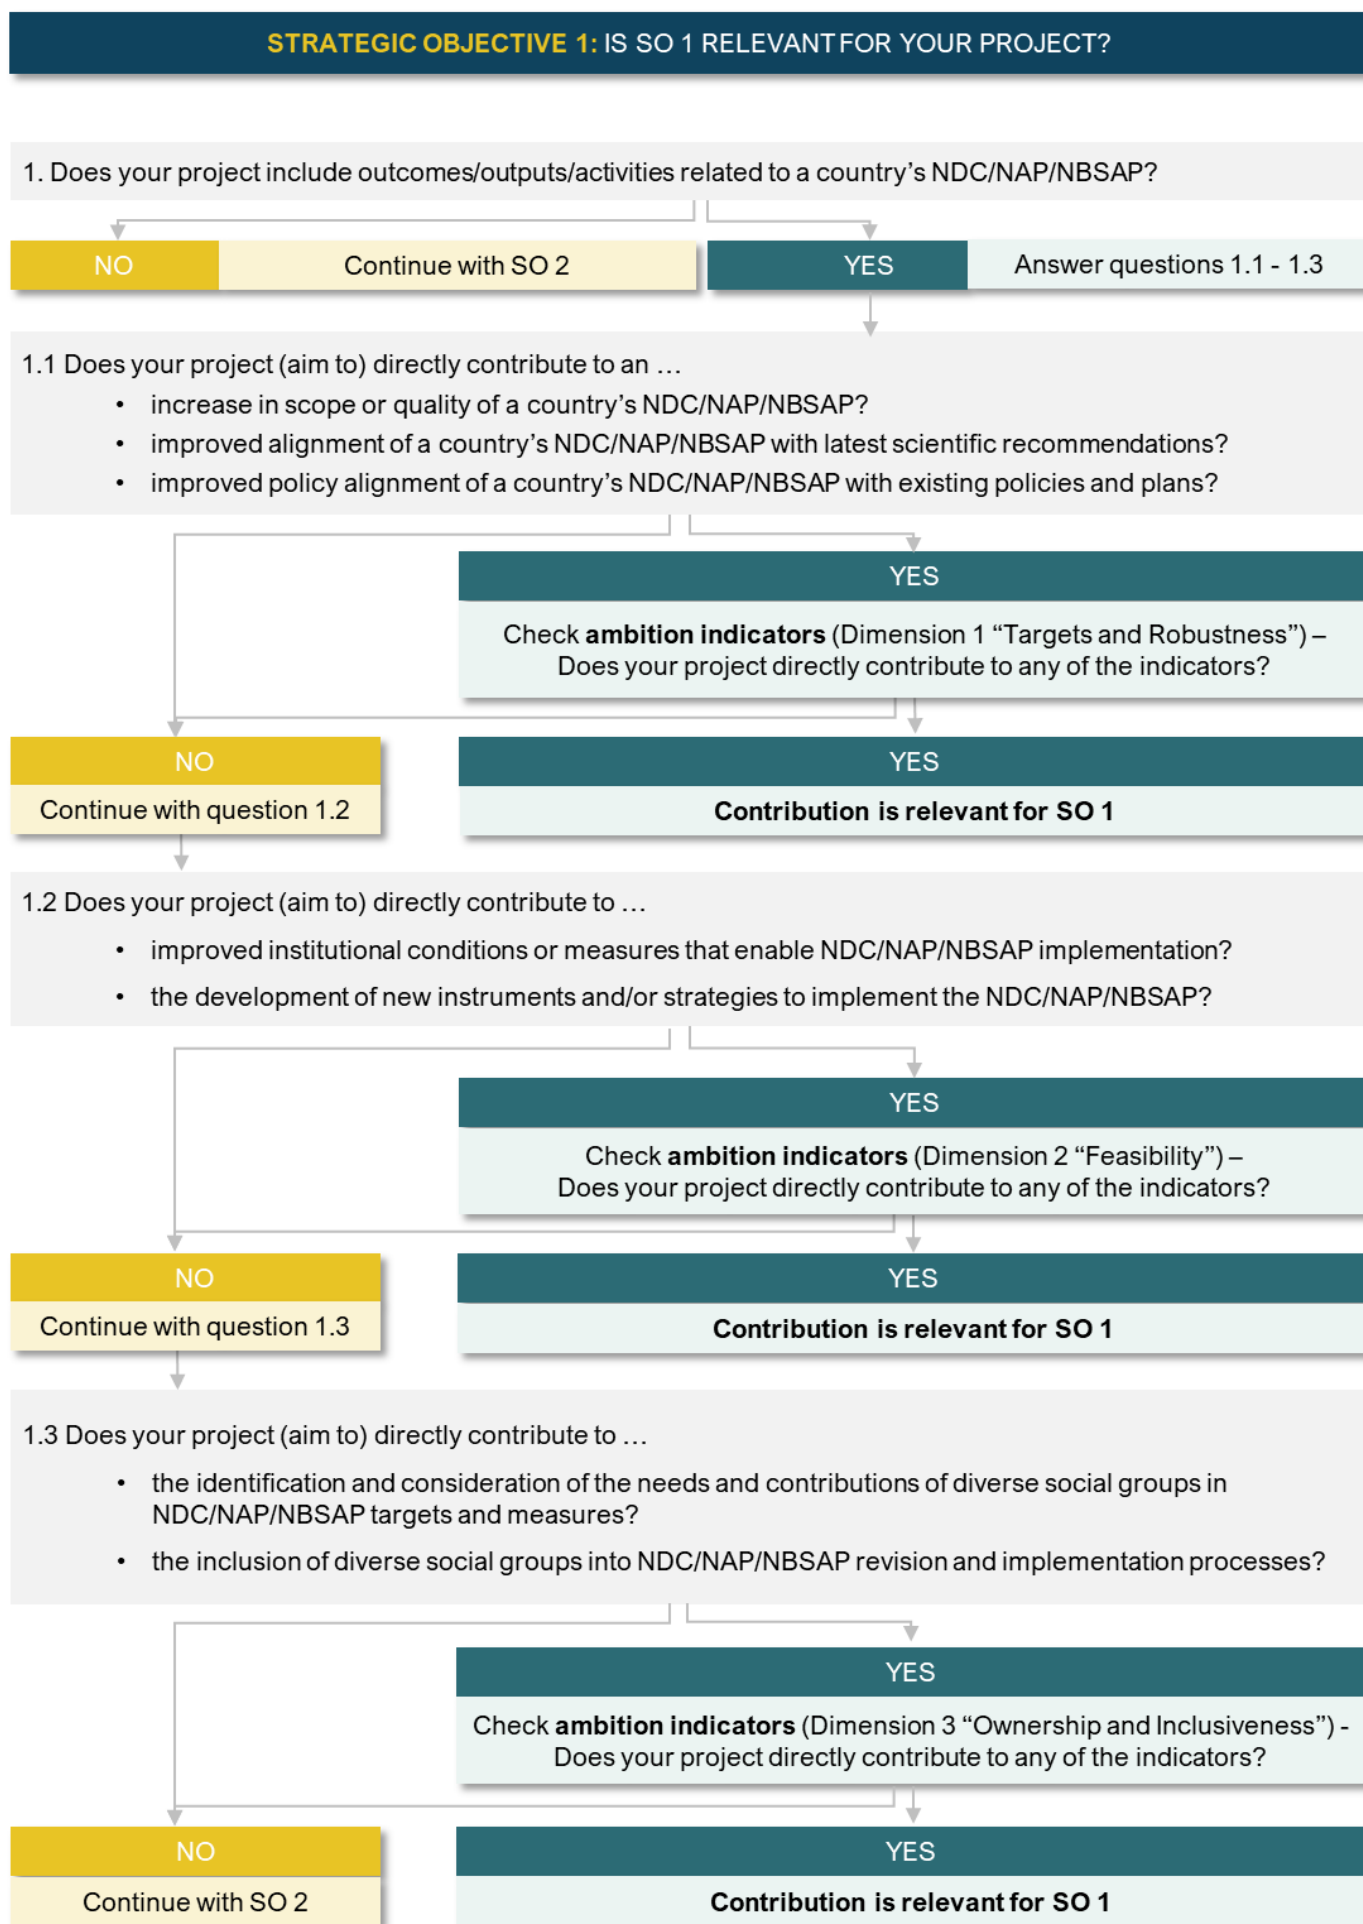 STRATEGIC OBJECTIVE 1: IS SO 1 RELEVANT FOR YOUR PROJECT?
1. Does your project include outcomes/outputs/activities related to a country's NDC/NAP/NBSAP?
NO
Continue with SO 2
YES
Answer questions 1.1 - 1.3
1.1 Does your project (aim to) directly contribute to an …
• increase in scope or quality of a country's NDC/NAP/NBSAP?
• improved alignment of a country's NDC/NAP/NBSAP with latest scientific recommendations?
• improved policy alignment of a country's NDC/NAP/NBSAP with existing policies and plans?
YES
Check ambition indicators (Dimension 1 “Targets and Robustness”) –
Does your project directly contribute to any of the indicators?
NO
Continue with question 1.2
YES
Contribution is relevant for SO 1
1.2 Does your project (aim to) directly contribute to …
• improved institutional conditions or measures that enable NDC/NAP/NBSAP implementation?
• the development of new instruments and/or strategies to implement the NDC/NAP/NBSAP?
YES
Check ambition indicators (Dimension 2 “Feasibility”) –
Does your project directly contribute to any of the indicators?
NO
Continue with question 1.3
YES
Contribution is relevant for SO 1
1.3 Does your project (aim to) directly contribute to …
• the identification and consideration of the needs and contributions of diverse social groups in
NDC/NAP/NBSAP targets and measures?
• the inclusion of diverse social groups into NDC/NAP/NBSAP revision and implementation processes?
YES
Check ambition indicators (Dimension 3 “Ownership and Inclusiveness”) -
Does your project directly contribute to any of the indicators?
NO
Continue with SO 2
YES
Contribution is relevant for SO 1